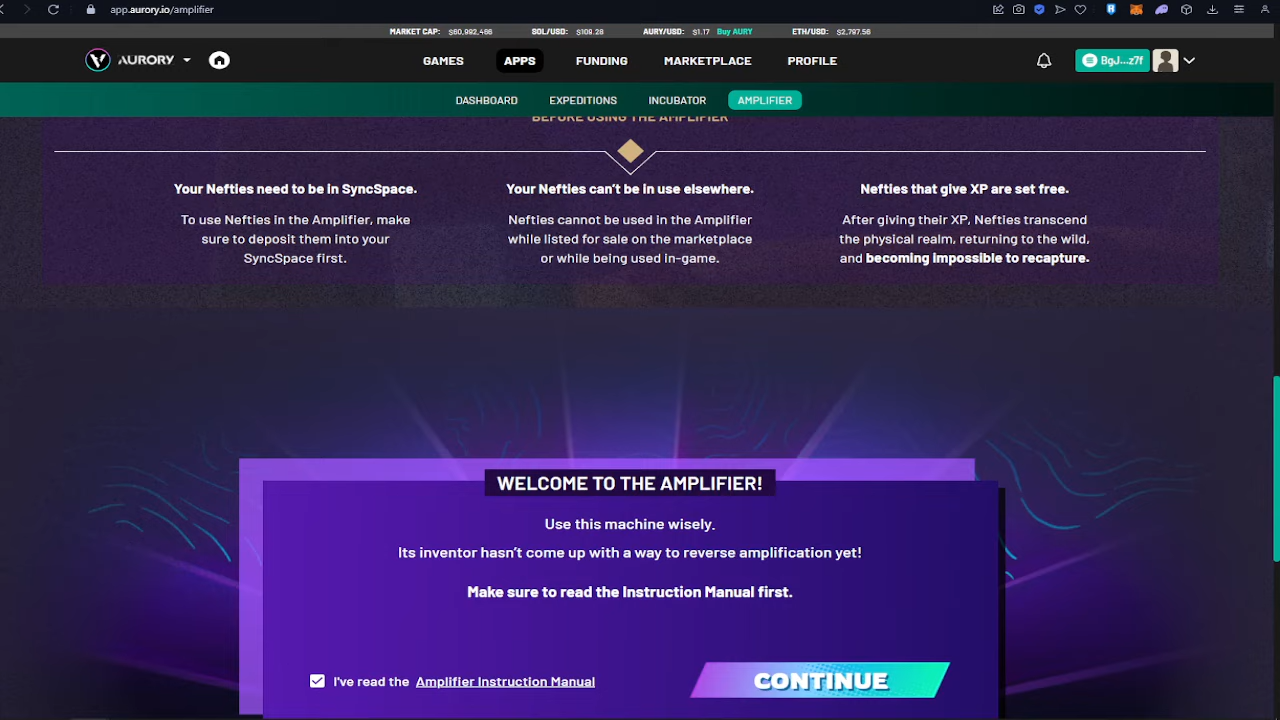 app.aurory.io/amplifier
MARKET CAP: $60,992,466 SOL/USD: $109.28 AURY/USD: $1.17 Buy AURY ETH/USD: $2,797.56
AURORY GAMES APPS FUNDING MARKETPLACE PROFILE BgJ...z7f
DASHBOARD EXPEDITIONS INCUBATOR AMPLIFIER
BEFORE USING THE AMPLIFIER
Your Nefties need to be in SyncSpace.
To use Nefties in the Amplifier, make
sure to deposit them into your
SyncSpace first.
Your Nefties can't be in use elsewhere.
Nefties cannot be used in the Amplifier
while listed for sale on the marketplace
or while being used in-game.
Nefties that give XP are set free.
After giving their XP, Nefties transcend
the physical realm, returning to the wild,
and becoming impossible to recapture.
WELCOME TO THE AMPLIFIER!
Use this machine wisely.
Its inventor hasn't come up with a way to reverse amplification yet!
Make sure to read the Instruction Manual first.
I've read the Amplifier Instruction Manual
CONTINUE